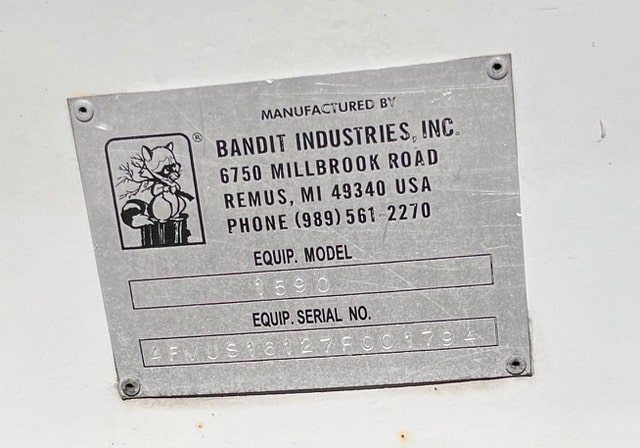 ®
MANUFACTURED BY
BANDIT INDUSTRIES, INC.
6750 MILLBROOK ROAD
REMUS, MI 49340 USA
PHONE (989) 561-2270
EQUIP. MODEL
1590
EQUIP. SERIAL NO.
4FMUS16127R001794